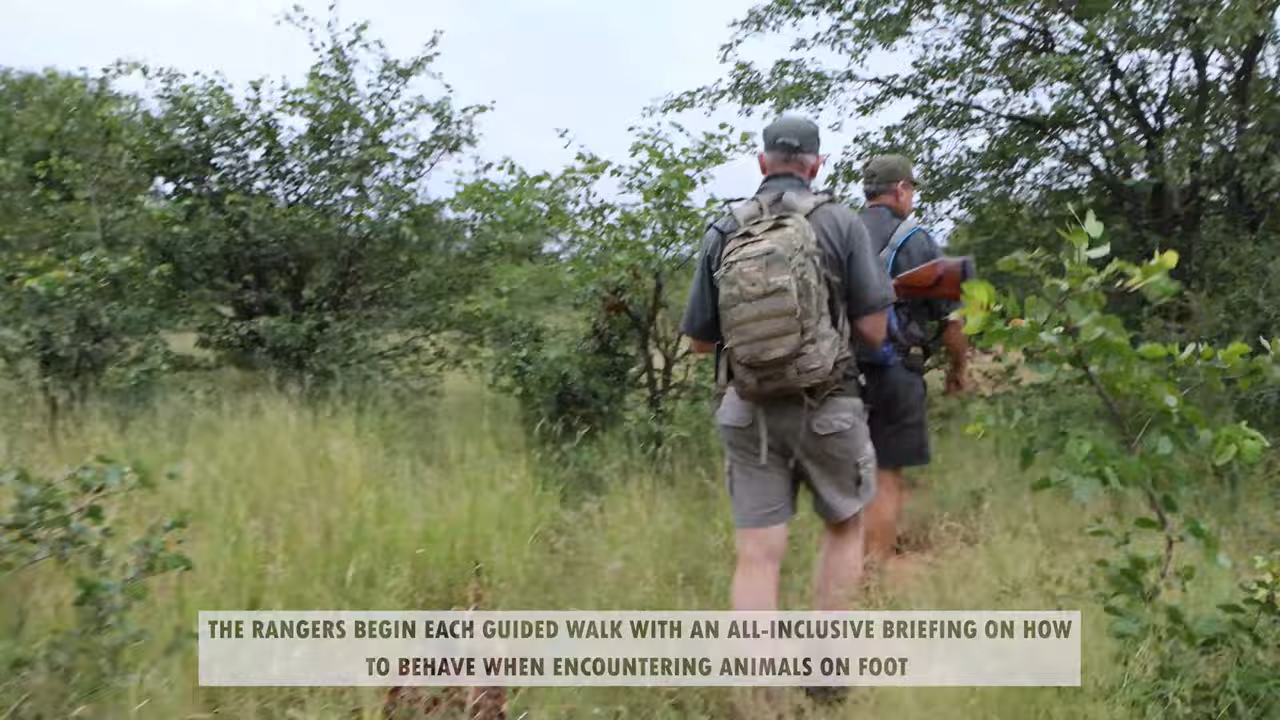 THE RANGERS BEGIN EACH GUIDED WALK WITH AN ALL-INCLUSIVE BRIEFING ON HOW
TO BEHAVE WHEN ENCOUNTERING ANIMALS ON FOOT